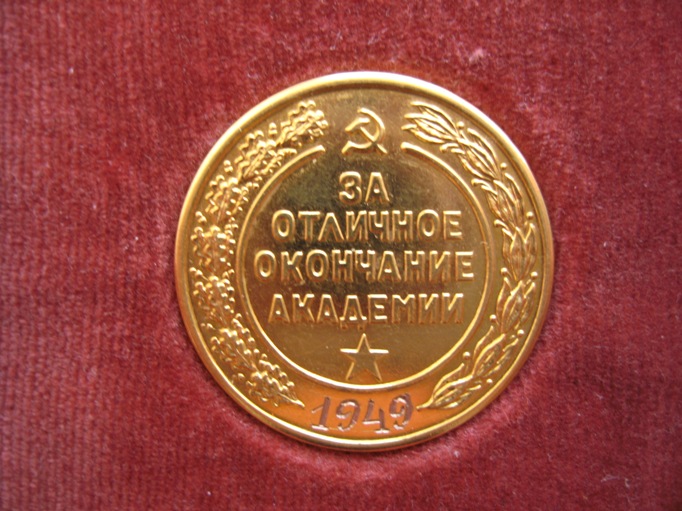 ЗА
ОТЛИЧНОЕ
ОКОНЧАНИЕ
АКАДЕМИИ
1949